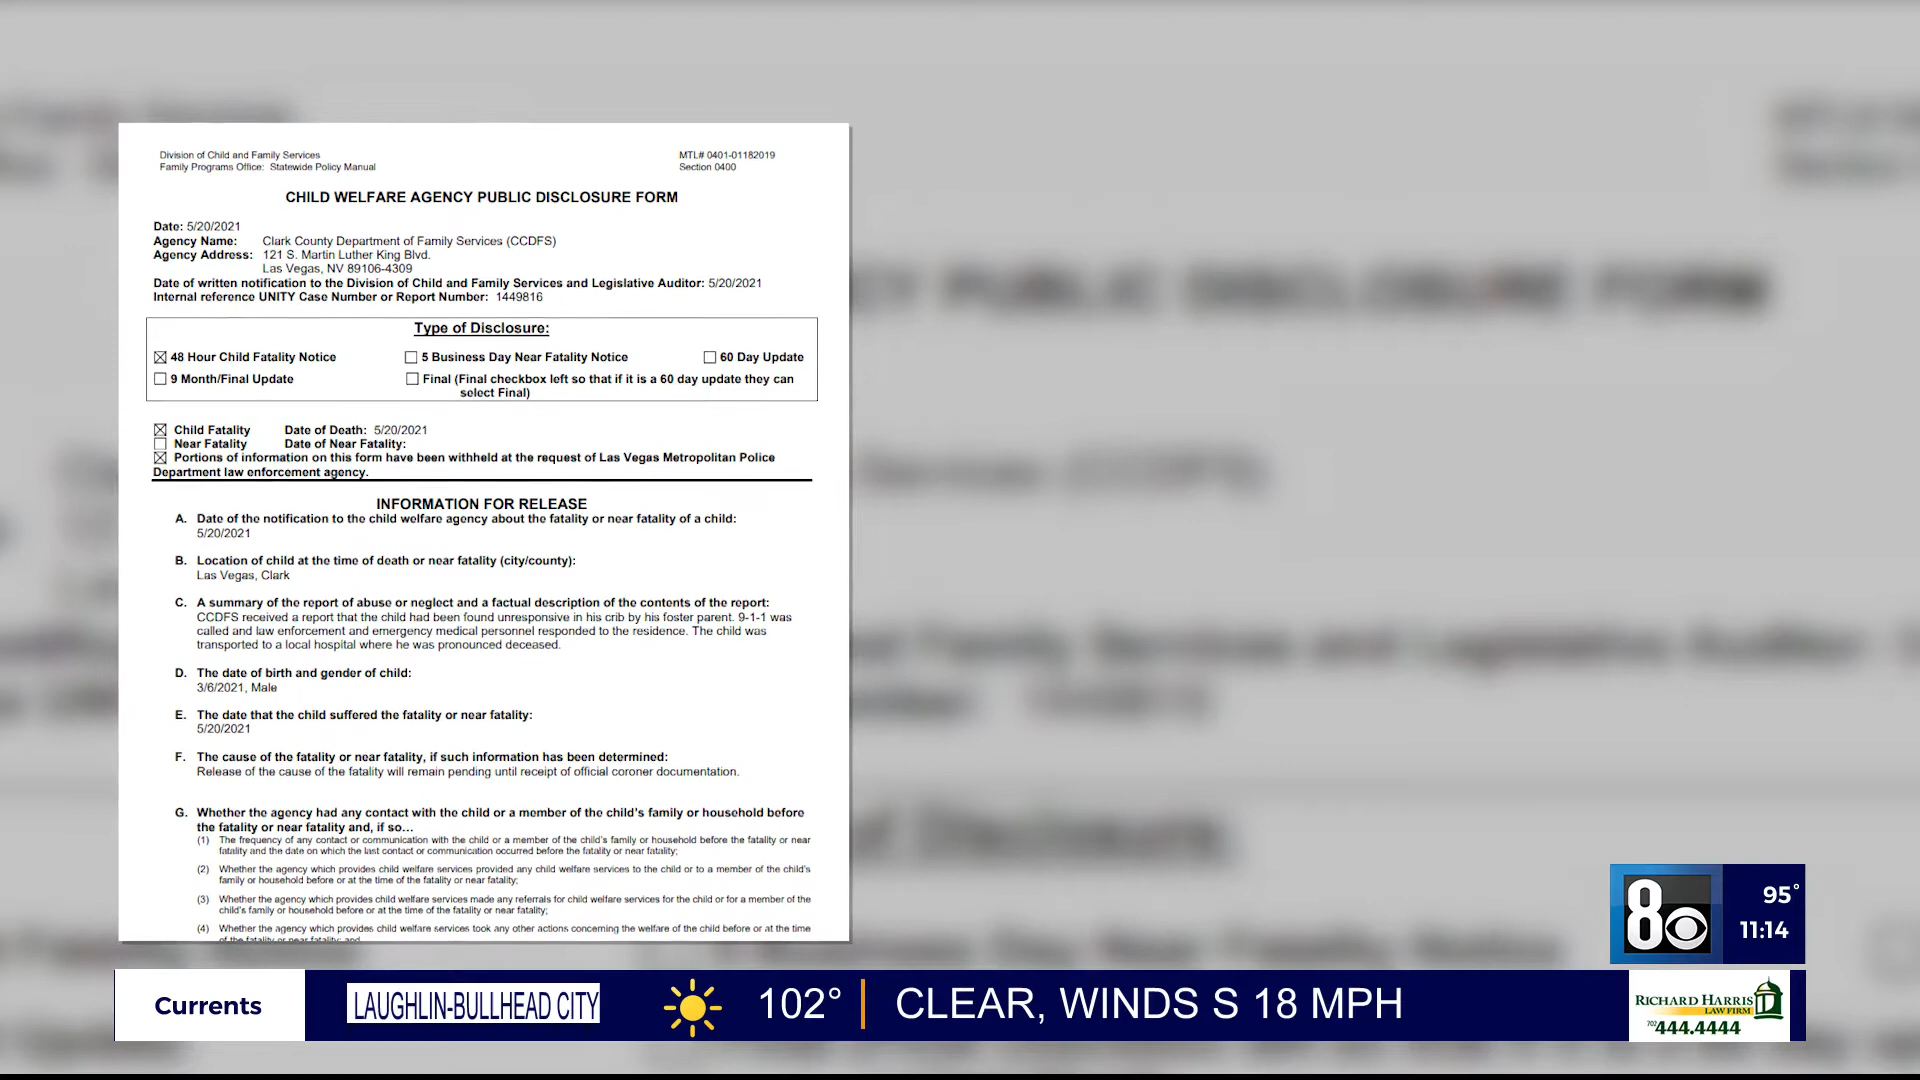 Division of Child and Family Services
Family Programs Office: Statewide Policy Manual
MTL# 0401-01182019
Section 0400
CHILD WELFARE AGENCY PUBLIC DISCLOSURE FORM
Date: 5/20/2021
Agency Name: Clark County Department of Family Services (CCDFS)
Agency Address: 121 S. Martin Luther King Blvd.
Las Vegas, NV 89106-4309
Date of written notification to the Division of Child and Family Services and Legislative Auditor: 5/20/2021
Internal reference UNITY Case Number or Report Number: 1449816
Type of Disclosure:
48 Hour Child Fatality Notice
5 Business Day Near Fatality Notice
60 Day Update
9 Month/Final Update
Final (Final checkbox left so that if it is a 60 day update they can
select Final)
Child Fatality Date of Death: 5/20/2021
Near Fatality Date of Near Fatality:
Portions of information on this form have been withheld at the request of Las Vegas Metropolitan Police
Department law enforcement agency.
INFORMATION FOR RELEASE
A. Date of the notification to the child welfare agency about the fatality or near fatality of a child:
5/20/2021
B. Location of child at the time of death or near fatality (city/county):
Las Vegas, Clark
C. A summary of the report of abuse or neglect and a factual description of the contents of the report:
CCDFS received a report that the child had been found unresponsive in his crib by his foster parent. 9-1-1 was
called and law enforcement and emergency medical personnel responded to the residence. The child was
transported to a local hospital where he was pronounced deceased.
D. The date of birth and gender of child:
3/6/2021, Male
E. The date that the child suffered the fatality or near fatality:
5/20/2021
F. The cause of the fatality or near fatality, if such information has been determined:
Release of the cause of the fatality will remain pending until receipt of official coroner documentation.
G. Whether the agency had any contact with the child or a member of the child's family or household before
the fatality or near fatality and, if so…
(1) The frequency of any contact or communication with the child or a member of the child's family or household before the fatality or near
fatality and the date on which the last contact or communication occurred before the fatality or near fatality;
(2) Whether the agency which provides child welfare services provided any child welfare services to the child or to a member of the child's
family or household before or at the time of the fatality or near fatality;
(3) Whether the agency which provides child welfare services made any referrals for child welfare services for the child or for a member of the
child's family or household before or at the time of the fatality or near fatality;
(4) Whether the agency which provides child welfare services took any other actions concerning the welfare of the child before or at the time
of the fatality or near fatality; and
8
95°
11:14
Currents
LAUGHLIN-BULLHEAD CITY
102°
CLEAR, WINDS S 18 MPH
RICHARD HARRIS
LAW FIRM
702 444.4444